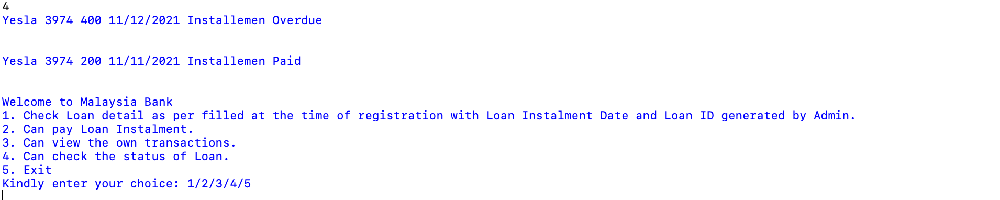 4
Yesla 3974 400 11/12/2021 Installemen Overdue
Yesla 3974 200 11/11/2021 Installemen Paid
Welcome to Malaysia Bank
1. Check Loan detail as per filled at the time of registration with Loan Instalment Date and Loan ID generated by Admin.
2. Can pay Loan Instalment.
3. Can view the own transactions.
4. Can check the status of Loan.
5. Exit
Kindly enter your choice: 1/2/3/4/5